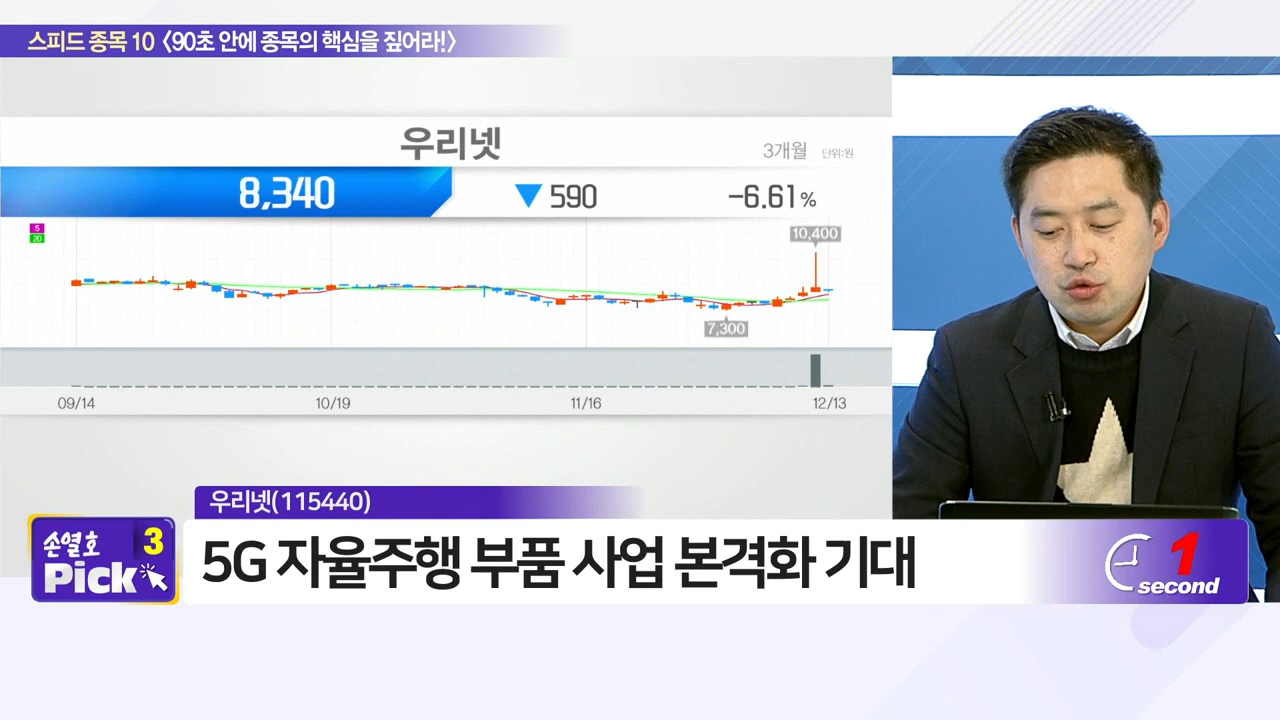 스피드 종목 10 <90초 안에 종목의 핵심을 짚어라!>
우리넷
3개월 단위:원
8,340 ▼ 590 -6.61%
5
20
10,400
7,300
09/14 10/19 11/16 12/13
우리넷(115440)
손열호 3
Pick
5G 자율주행 부품 사업 본격화 기대
1
second